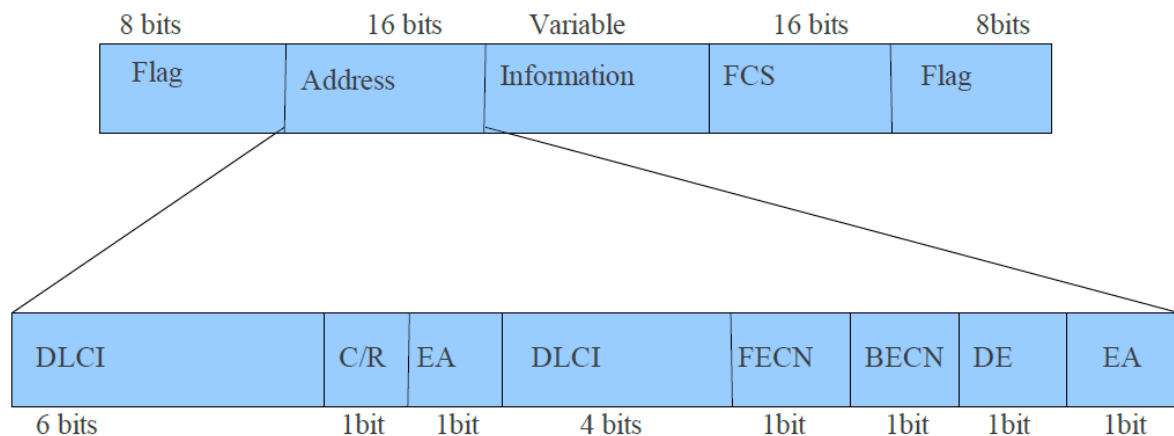 8 bits 16 bits Variable 16 bits 8bits
Flag Address Information FCS Flag
DLCI C/R EA DLCI FECN BECN DE EA
6 bits 1bit 1bit 4 bits 1bit 1bit 1bit 1bit